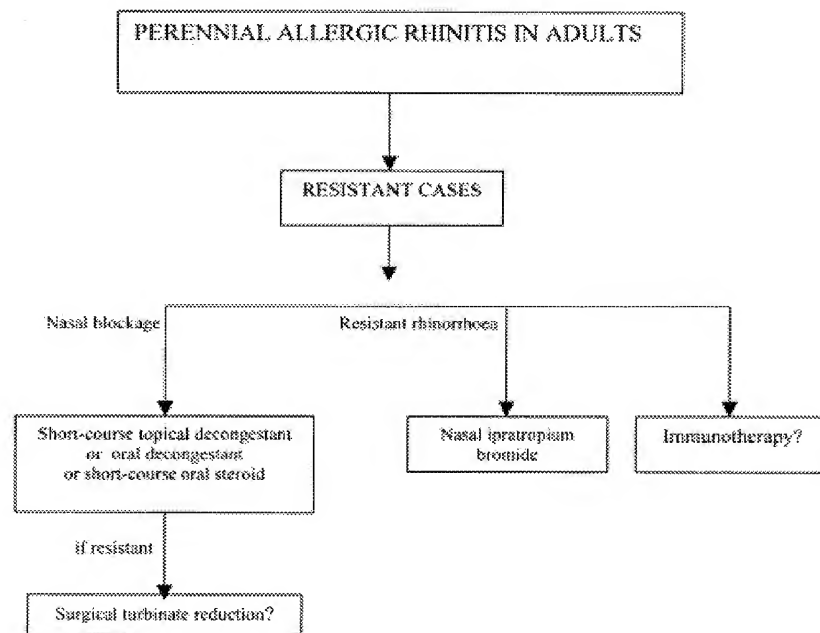 PERENNIAL ALLERGIC RHINITIS IN ADULTS
RESISTANT CASES
Nasal blockage
Resistant rhinorrhoea
Short-course topical decongestant
or oral decongestant
or short-course oral steroid
Nasal ipratropium
bromide
Immunotherapy?
if resistant
Surgical turbinate reduction?